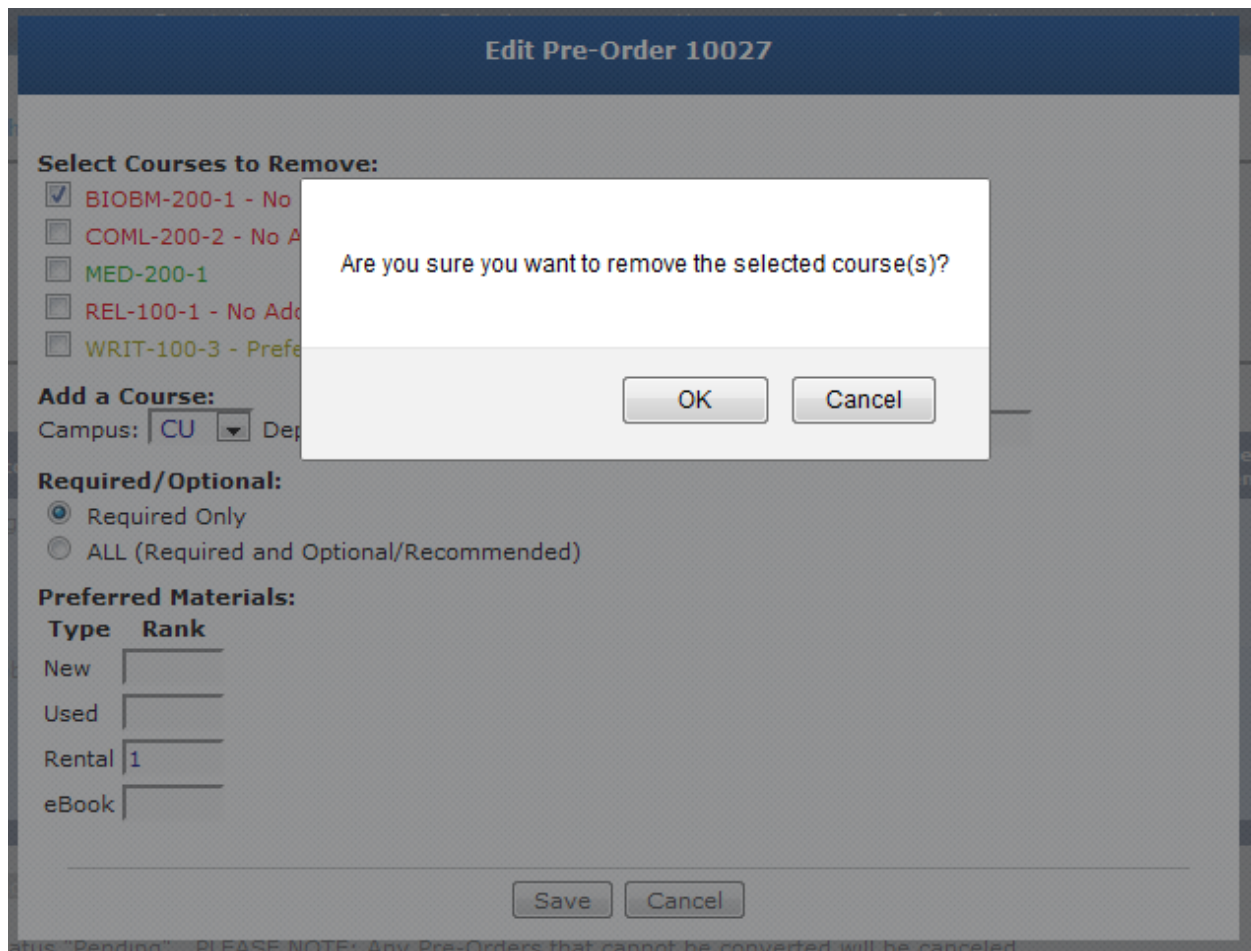 Edit Pre-Order 10027
Select Courses to Remove:
BIOBM-200-1 - No
COML-200-2 - No A
MED-200-1
REL-100-1 - No Add
WRIT-100-3 - Prefe
Are you sure you want to remove the selected course(s)?
OK Cancel
Add a Course:
Campus: CU Dep
Required/Optional:
Required Only
ALL (Required and Optional/Recommended)
Preferred Materials:
Type Rank
New
Used
Rental 1
eBook
Save Cancel
atus "Pending". PLEASE NOTE: Any Pre-Orders that cannot be converted will be canceled